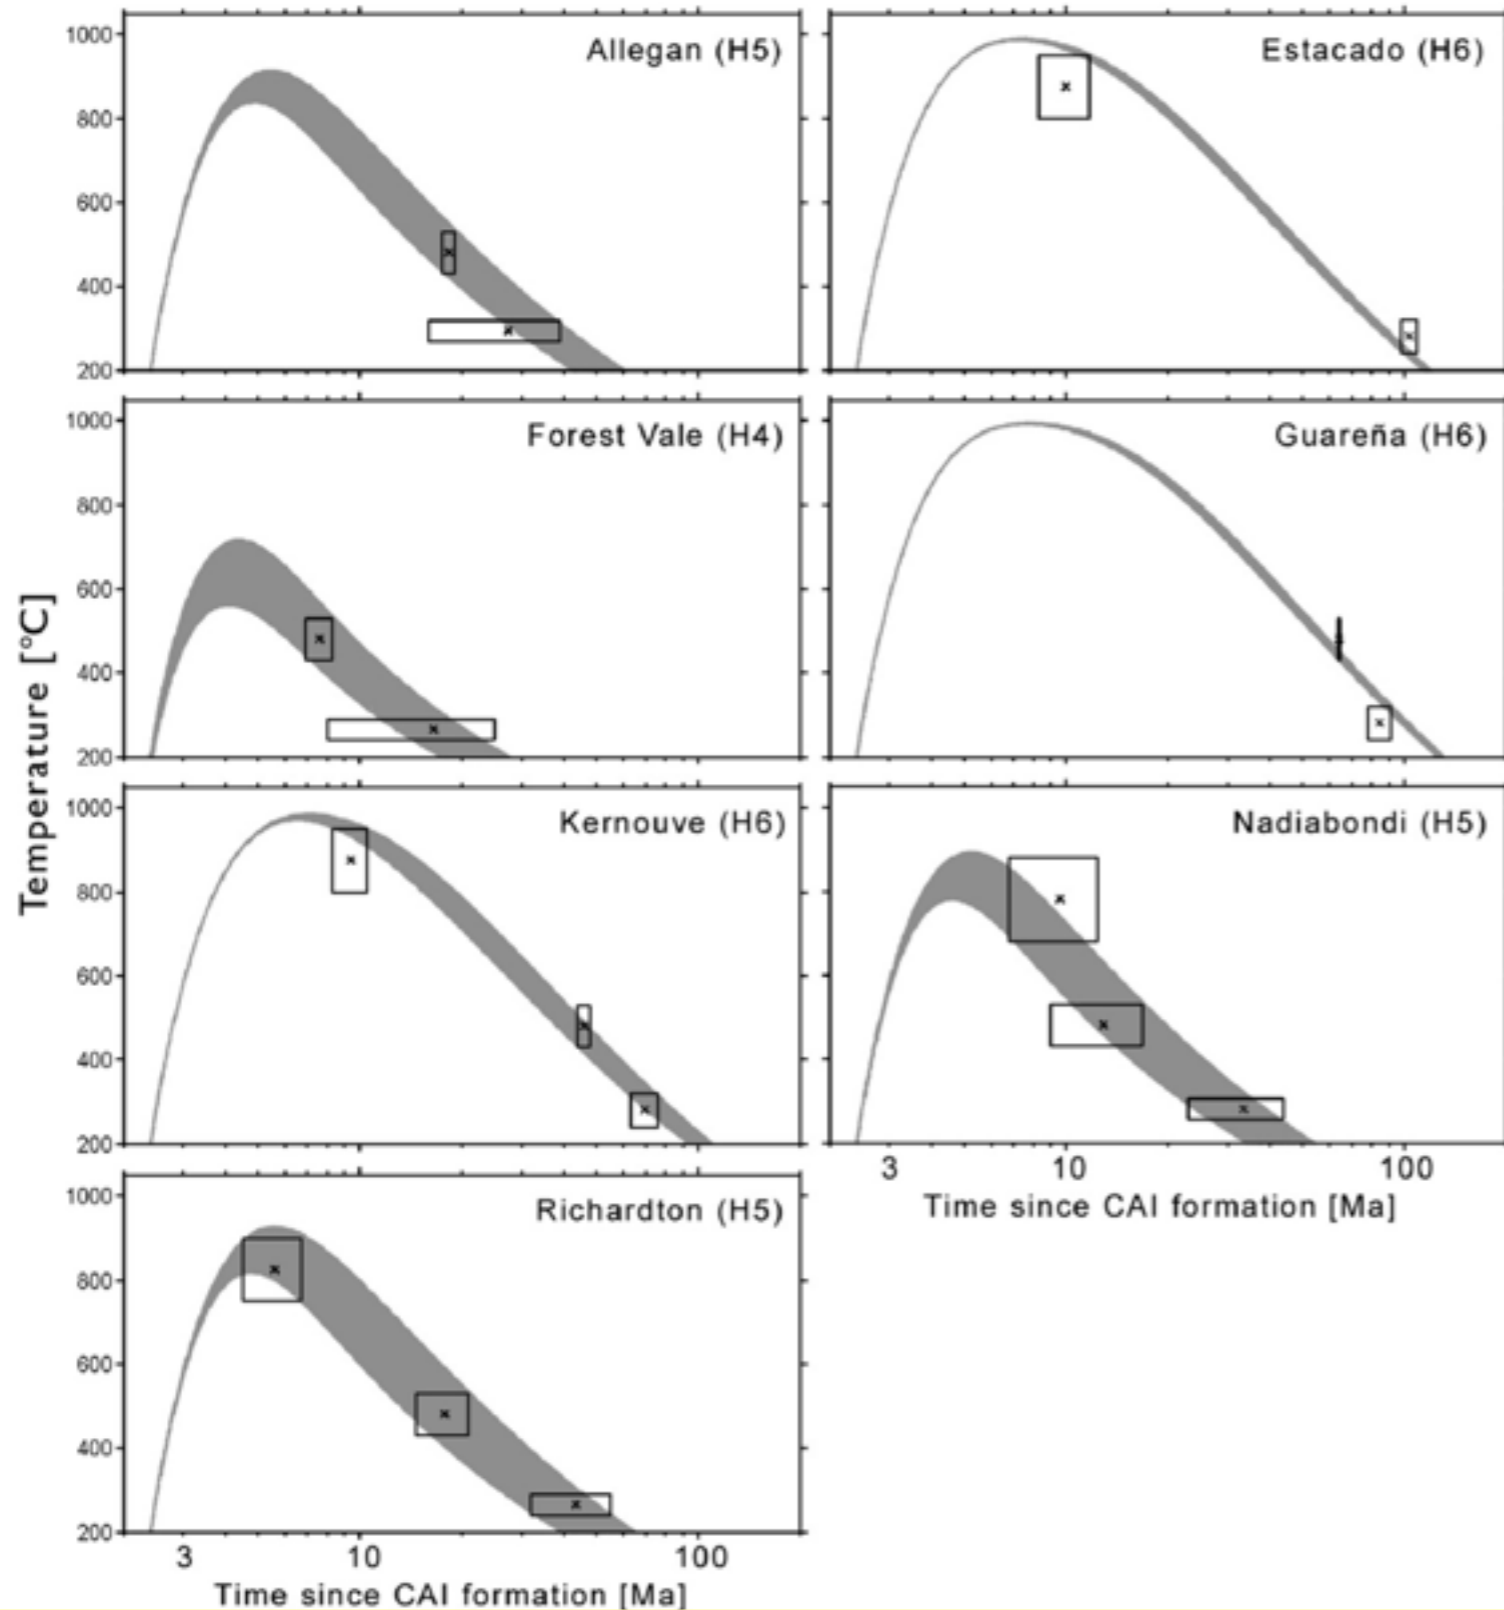 Temperature [°C]
Allegan (H5)
1000
800
600
400
200
Estacado (H6)
Forest Vale (H4)
1000
800
600
400
200
Guareña (H6)
Kernouve (H6)
1000
800
600
400
200
Nadiabondi (H5)
3 10 100
Time since CAI formation [Ma]
Richardton (H5)
1000
800
600
400
200
3 10 100
Time since CAI formation [Ma]